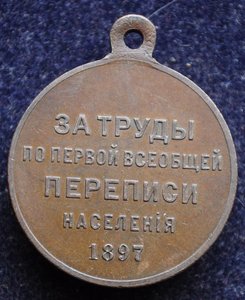 ЗА ТРУДЫ
ПО ПЕРВОЙ ВСЕОБЩЕЙ
ПЕРЕПИСИ
НАСЕЛЕНІЯ
1897